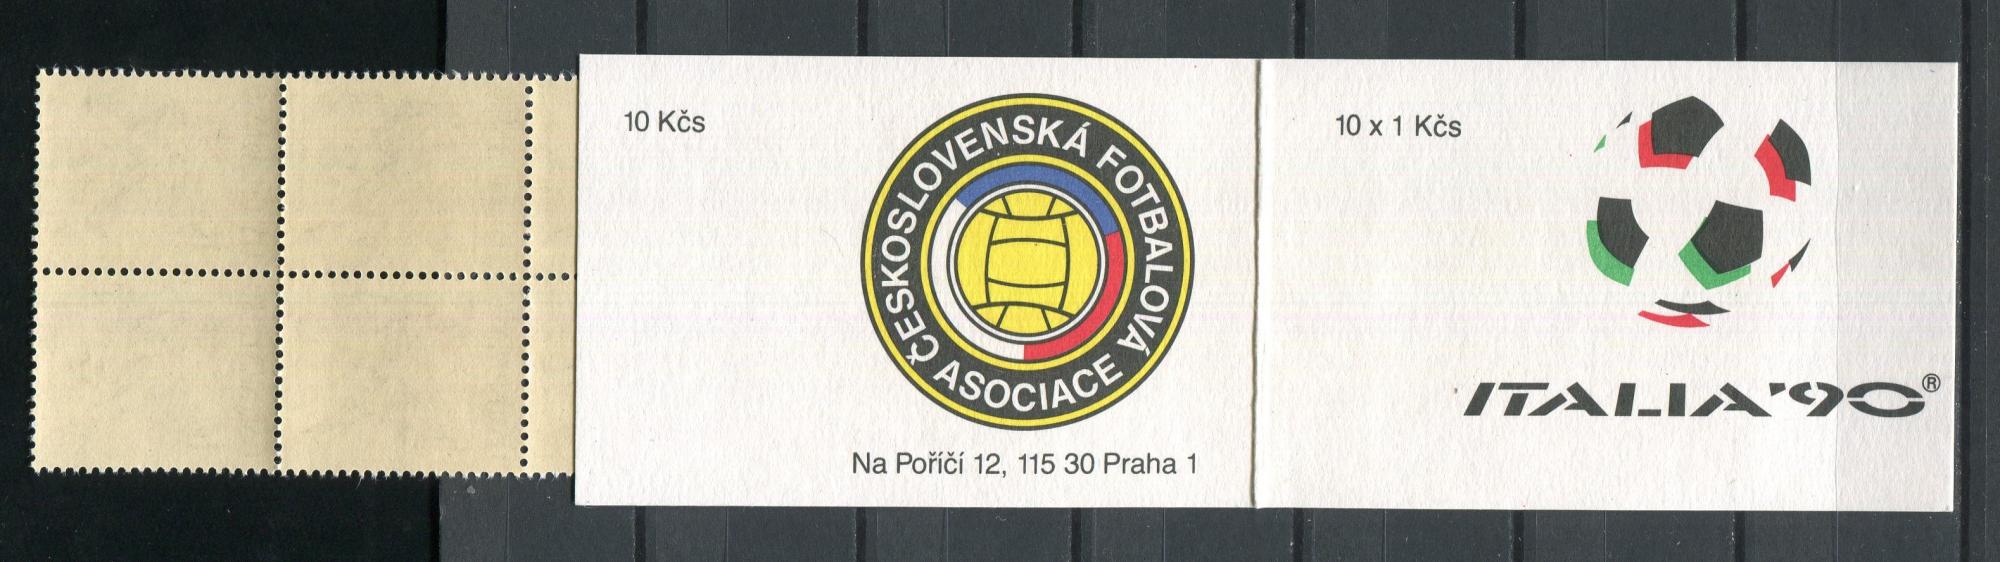 10 Kčs
ČESKOSLOVENSKÁ FOTBALOVÁ
ASOCIACE
Na Poříčí 12, 115 30 Praha 1
10 x 1 Kčs
ITALIA'90®